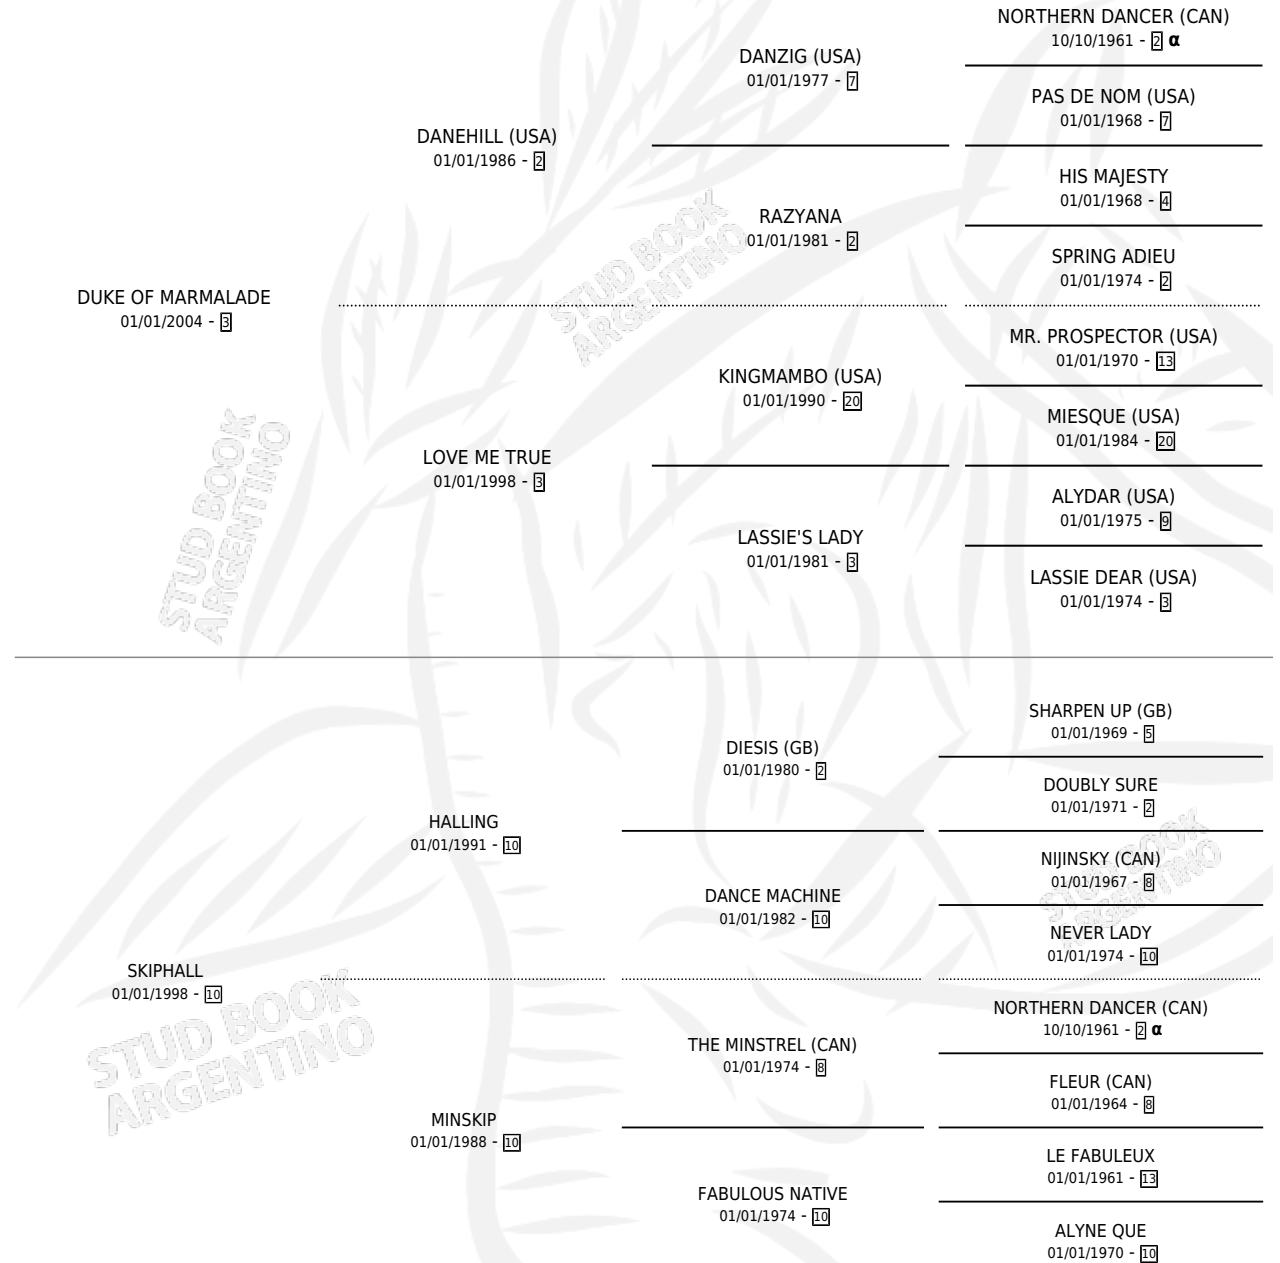 NORTHERN DANCER (CAN)
10/10/1961 - 2 α
DANZIG (USA)
01/01/1977 - 7
PAS DE NOM (USA)
01/01/1968 - 7
DANEHILL (USA)
01/01/1986 - 2
HIS MAJESTY
01/01/1968 - 4
RAZYANA
01/01/1981 - 2
SPRING ADIEU
01/01/1974 - 2
DUKE OF MARMALADE
01/01/2004 - 3
MR. PROSPECTOR (USA)
01/01/1970 - 13
KINGMAMBO (USA)
01/01/1990 - 20
MIESQUE (USA)
01/01/1984 - 20
LOVE ME TRUE
01/01/1998 - 3
ALYDAR (USA)
01/01/1975 - 9
LASSIE'S LADY
01/01/1981 - 3
LASSIE DEAR (USA)
01/01/1974 - 3
SHARPEN UP (GB)
01/01/1969 - 5
DIESIS (GB)
01/01/1980 - 2
DOUBLY SURE
01/01/1971 - 2
HALLING
01/01/1991 - 10
NIJINSKY (CAN)
01/01/1967 - 8
DANCE MACHINE
01/01/1982 - 10
NEVER LADY
01/01/1974 - 10
SKIPHALL
01/01/1998 - 10
NORTHERN DANCER (CAN)
10/10/1961 - 2 α
THE MINSTREL (CAN)
01/01/1974 - 8
FLEUR (CAN)
01/01/1964 - 8
MINSKIP
01/01/1988 - 10
LE FABULEUX
01/01/1961 - 13
FABULOUS NATIVE
01/01/1974 - 10
ALYNE QUE
01/01/1970 - 10
STUD BOOK
ARGENTINO
STUD BOOK
ARGENTINO
STUD BOOK
ARGENTINO
STUD BOOK
ARGENTINO